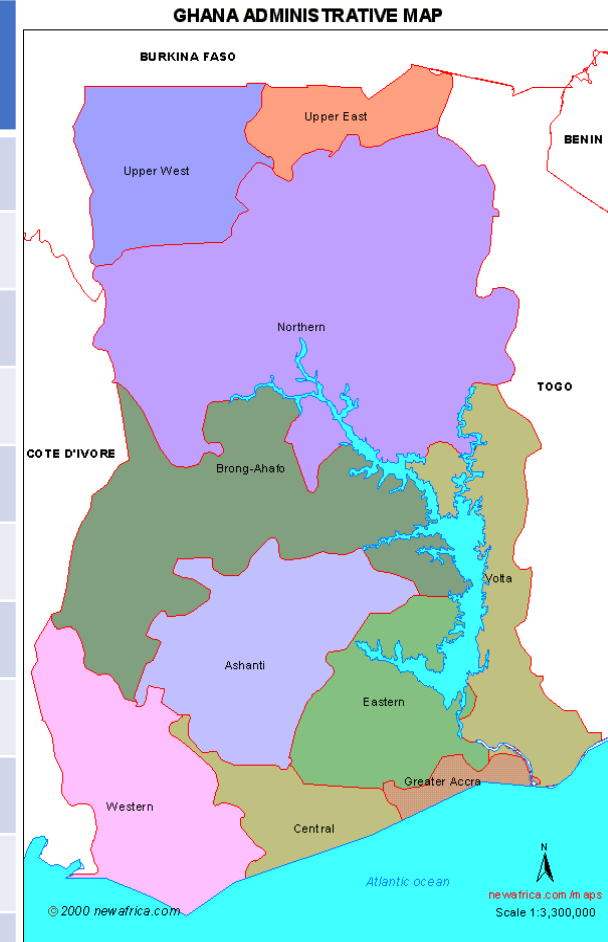 GHANA ADMINISTRATIVE MAP
BURKINA FASO
Upper East
BENIN
Upper West
Northern
TOGO
COTE D'IVORE
Brong-Ahafo
Volta
Ashanti
Eastern
Greater Accra
Western
Central
N
Atlantic ocean
newafrica.com/maps
© 2000 newafrica.com
Scale 1:3,300,000